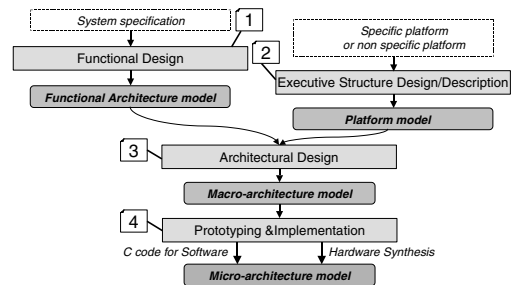 System specification
1
Specific platform
or non specific platform
2
Functional Design
Executive Structure Design/Description
Functional Architecture model
Platform model
3
Architectural Design
Macro-architecture model
4
Prototyping &Implementation
C code for Software
Hardware Synthesis
Micro-architecture model